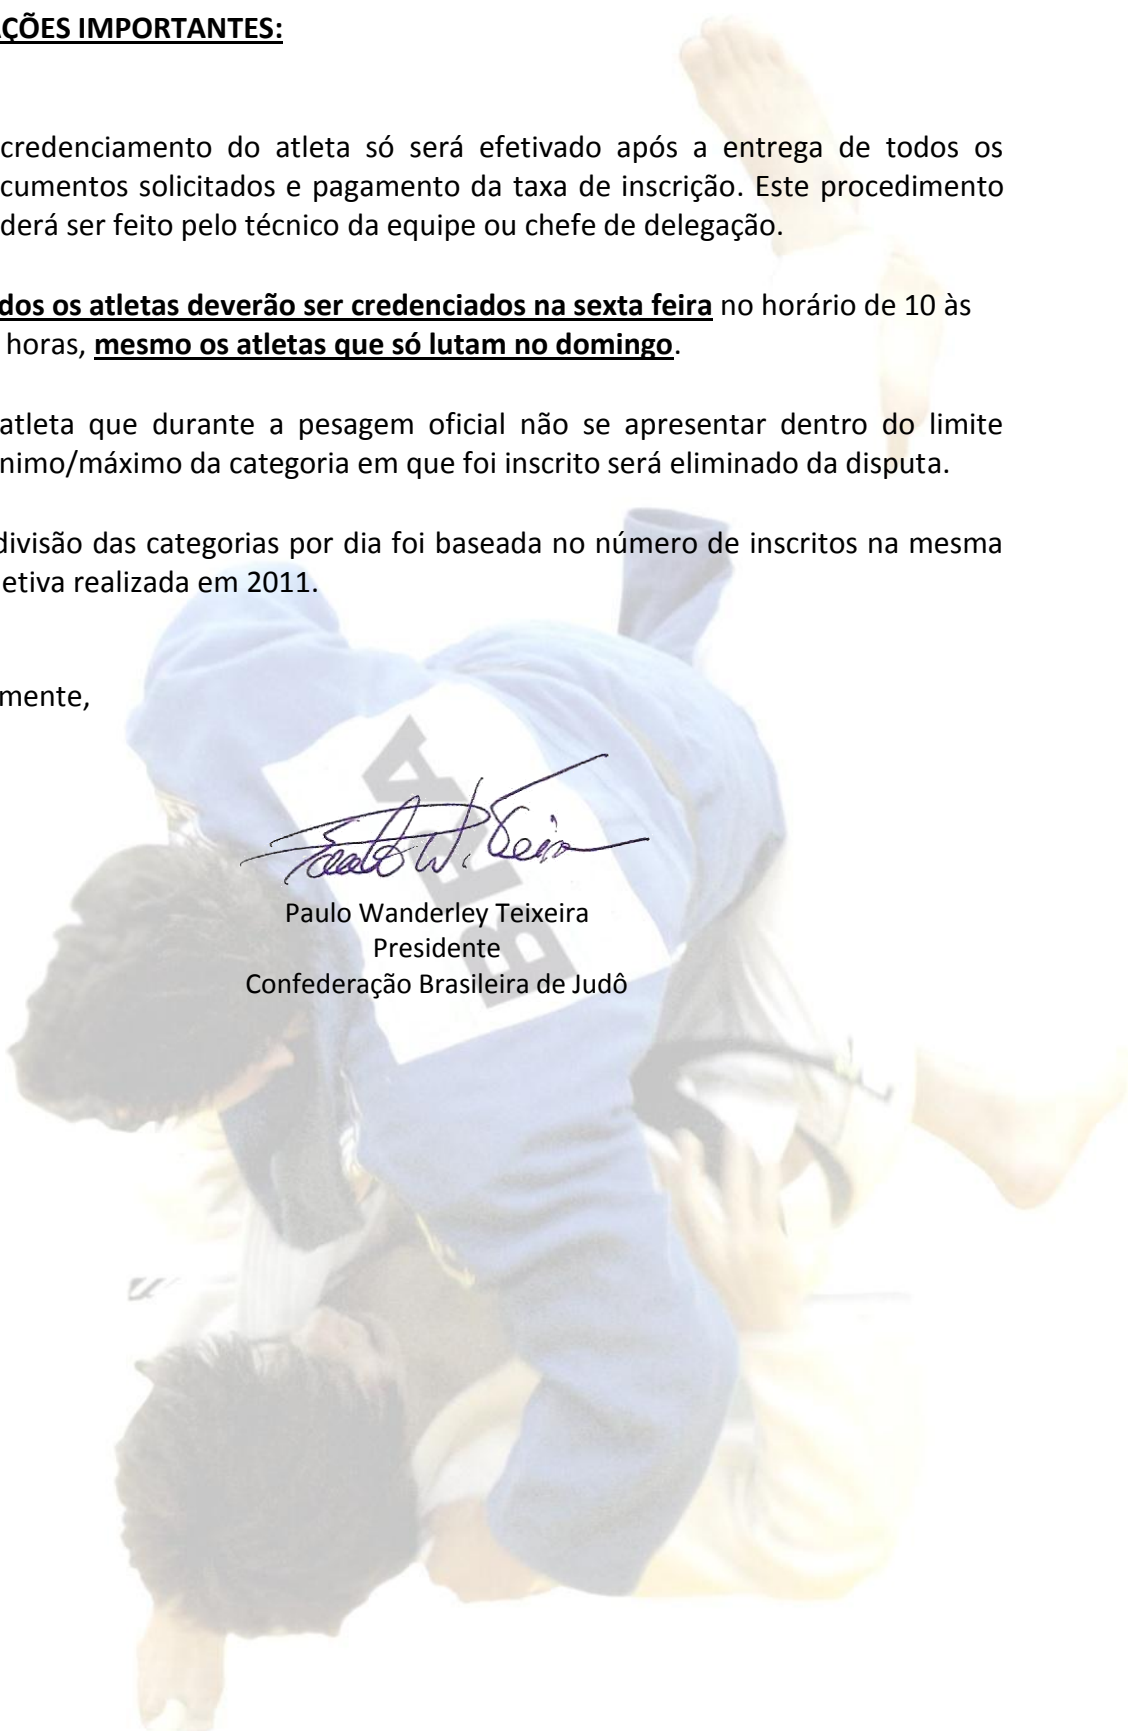 AÇÕES IMPORTANTES:
credenciamento do atleta só será efetivado após a entrega de todos os
cumentos solicitados e pagamento da taxa de inscrição. Este procedimento
derá ser feito pelo técnico da equipe ou chefe de delegação.
dos os atletas deverão ser credenciados na sexta feira no horário de 10 às
horas, mesmo os atletas que só lutam no domingo.
atleta que durante a pesagem oficial não se apresentar dentro do limite
nimo/máximo da categoria em que foi inscrito será eliminado da disputa.
divisão das categorias por dia foi baseada no número de inscritos na mesma
etiva realizada em 2011.
mente,
Paulo W. Teixeira
BRA
Paulo Wanderley Teixeira
Presidente
Confederação Brasileira de Judô